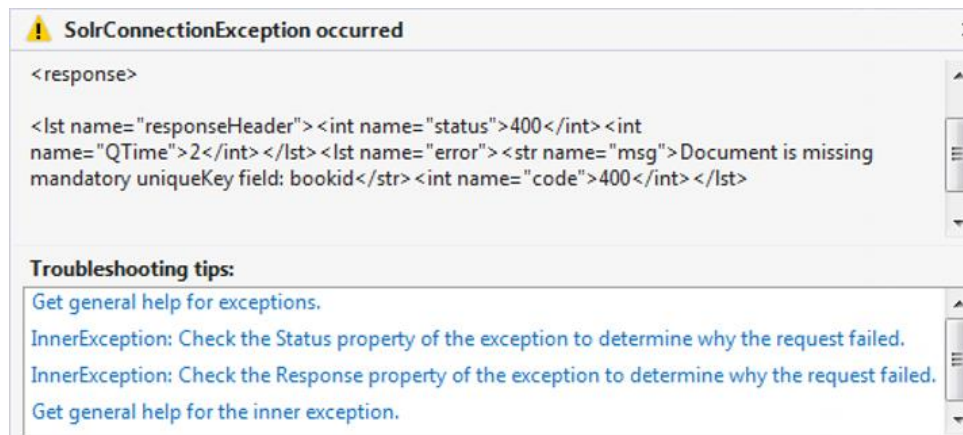 SolrConnectionException occurred
<response>
<lst name="responseHeader"><int name="status">400</int><int
name="QTime">2</int></lst><lst name="error"><str name="msg">Document is missing
mandatory uniqueKey field: bookid</str><int name="code">400</int></lst>
Troubleshooting tips:
Get general help for exceptions.
InnerException: Check the Status property of the exception to determine why the request failed.
InnerException: Check the Response property of the exception to determine why the request failed.
Get general help for the inner exception.